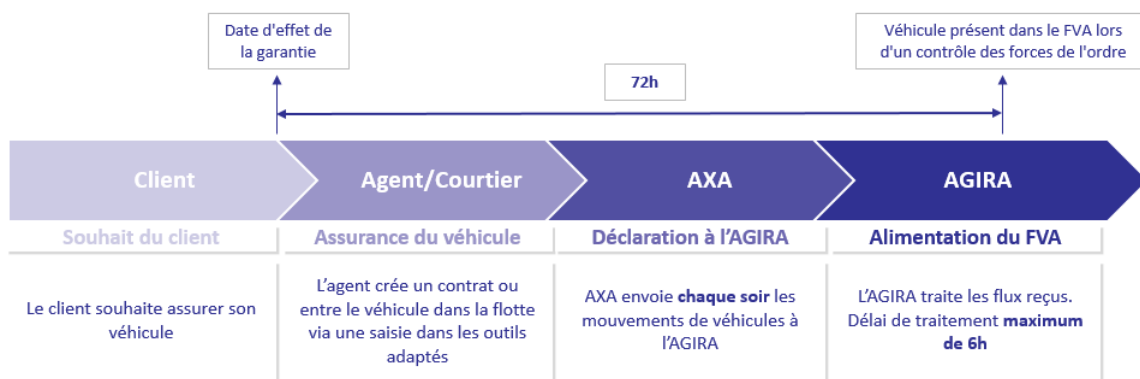 Date d'effet de
la garantie
Véhicule présent dans le FVA lors
d'un contrôle des forces de l'ordre
72h
Client
Agent/Courtier
AXA
AGIRA
Souhait du client
Assurance du véhicule
Déclaration à l'AGIRA
Alimentation du FVA
Le client souhaite assurer son
véhicule
L'agent crée un contrat ou
entre le véhicule dans la flotte
via une saisie dans les outils
adaptés
AXA envoie chaque soir les
mouvements de véhicules à
l'AGIRA
L'AGIRA traite les flux reçus.
Délai de traitement maximum
de 6h